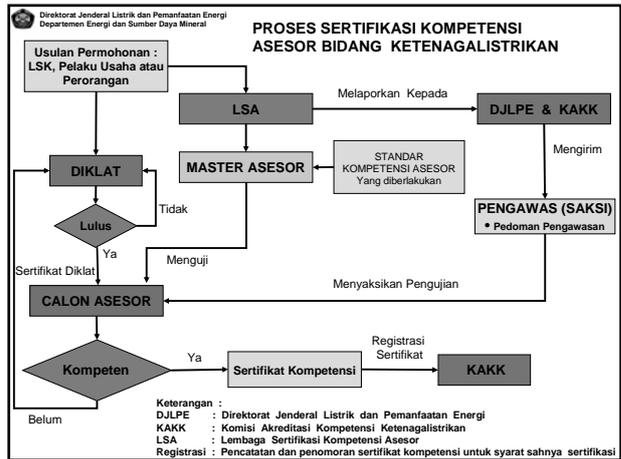 Direktorat Jenderal Listrik dan Pemanfaatan Energi
Departemen Energi dan Sumber Daya Mineral
PROSES SERTIFIKASI KOMPETENSI
ASESOR BIDANG KETENAGALISTRIKAN
Usulan Permohonan :
LSK, Pelaku Usaha atau
Perorangan
LSA
Melaporkan Kepada
DJLPE & KAKK
Mengirim
DIKLAT
MASTER ASESOR
STANDAR
KOMPETENSI ASESOR
Yang diberlakukan
Tidak
Lulus
PENGAWAS (SAKSI)
• Pedoman Pengawasan
Ya
Menguji
Sertifikat Diklat
Menyaksikan Pengujian
CALON ASESOR
Kompeten
Ya
Sertifikat Kompetensi
Registrasi
Sertifikat
KAKK
Belum
Keterangan :
DJLPE : Direktorat Jenderal Listrik dan Pemanfaatan Energi
KAKK : Komisi Akreditasi Kompetensi Ketenagalistrikan
LSA : Lembaga Sertifikasi Kompetensi Asesor
Registrasi : Pencatatan dan penomoran sertifikat kompetensi untuk syarat sahnya sertifikasi